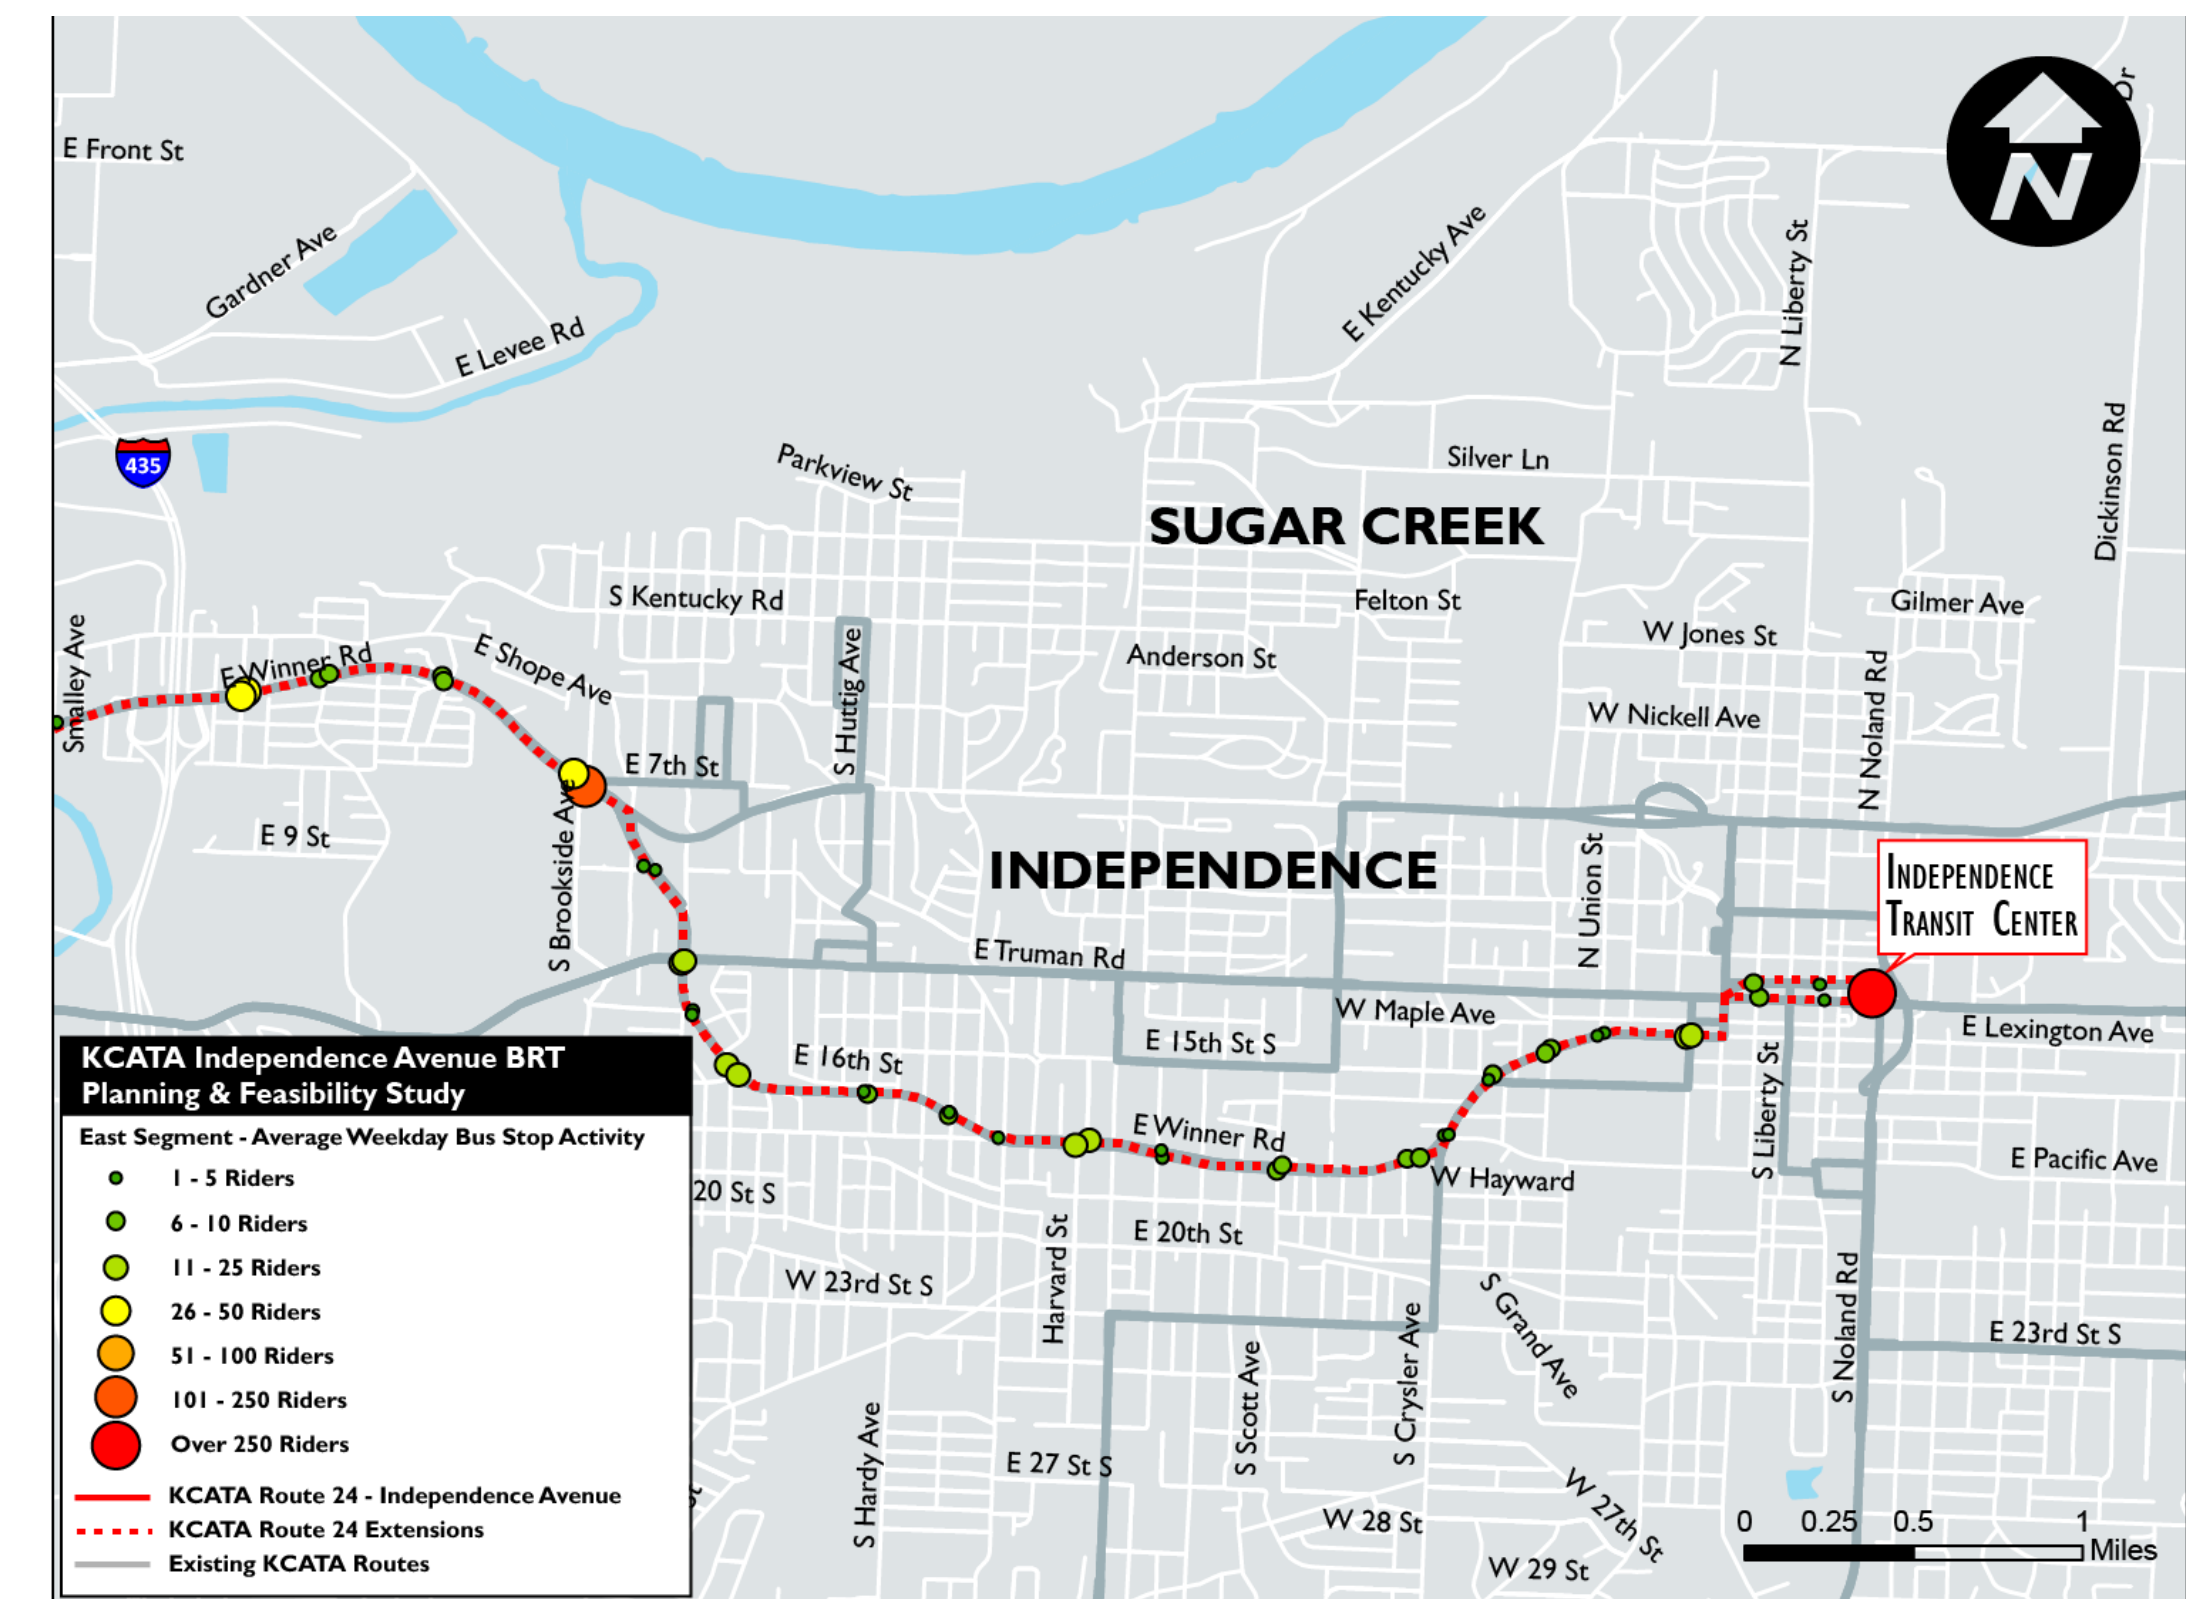 E Front St
Dr
N
Gardner Ave
E Kentucky Ave
N Liberty St
E Levee Rd
435
Parkview St
Silver Ln
Dickinson Rd
SUGAR CREEK
S Kentucky Rd
Felton St
Gilmer Ave
Smalley Ave
E Winner Rd
E Shope Ave
S Huttig Ave
Anderson St
W Jones St
N Noland Rd
W Nickell Ave
E 7th St
E 9 St
S Brookside Ave
INDEPENDENCE
N Union St
INDEPENDENCE
TRANSIT CENTER
E Truman Rd
W Maple Ave
E Lexington Ave
E 15th St S
E 16th St
S Liberty St
E Winner Rd
W Hayward
E Pacific Ave
20 St S
E 20th St
Harvard St
W 23rd St S
S Grand Ave
S Noland Rd
E 23rd St S
S Crysler Ave
S Scott Ave
S Hardy Ave
E 27 St S
W 27th St
W 28 St
W 29 St
KCATA Independence Avenue BRT
Planning & Feasibility Study
East Segment - Average Weekday Bus Stop Activity
1 - 5 Riders
6 - 10 Riders
11 - 25 Riders
26 - 50 Riders
51 - 100 Riders
101 - 250 Riders
Over 250 Riders
KCATA Route 24 - Independence Avenue
KCATA Route 24 Extensions
Existing KCATA Routes
0 0.25 0.5 1
Miles